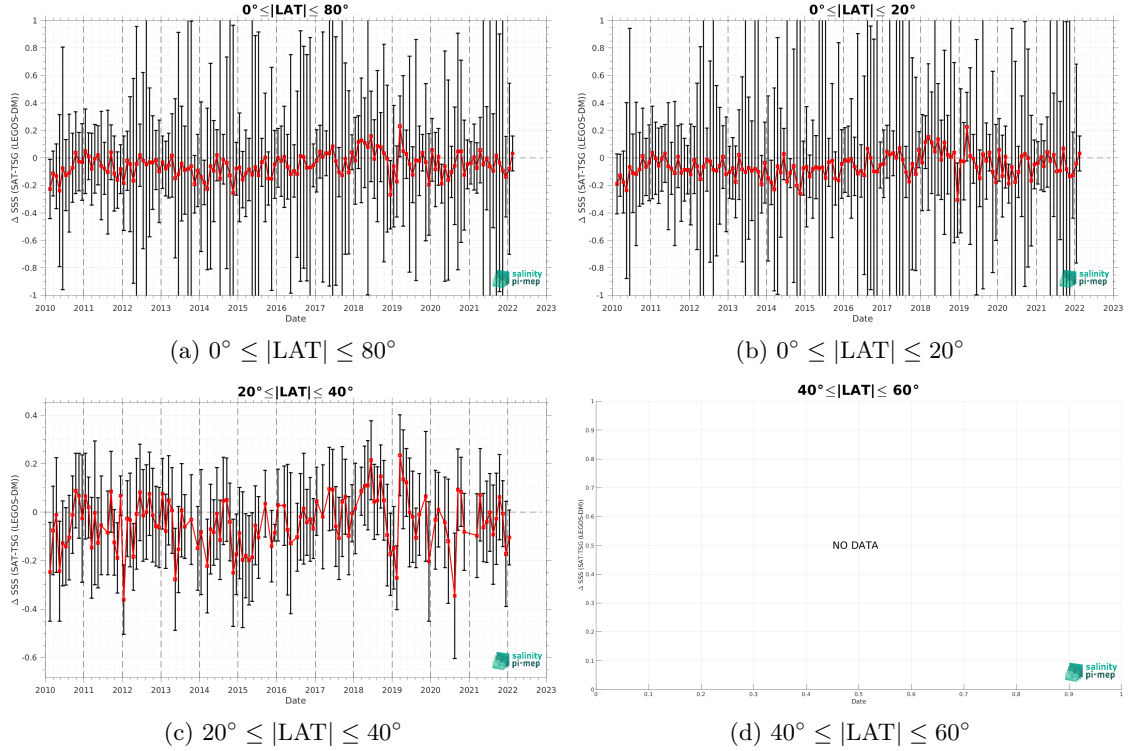 0°≤|LAT|≤ 80°
Δ SSS (SAT-TSG (LEGOS-DM))
1
0.8
0.6
0.4
0.2
0
-0.2
-0.4
-0.6
-0.8
-1
2010 2011 2012 2013 2014 2015 2016 2017 2018 2019 2020 2021 2022 2023
Date
salinity
pi-mep
(a) 0° ≤ |LAT| ≤ 80°
0°≤|LAT|≤ 20°
Δ SSS (SAT-TSG (LEGOS-DM))
1
0.8
0.6
0.4
0.2
0
-0.2
-0.4
-0.6
-0.8
-1
2010 2011 2012 2013 2014 2015 2016 2017 2018 2019 2020 2021 2022 2023
Date
salinity
pi-mep
(b) 0° ≤ |LAT| ≤ 20°
20°≤|LAT|≤ 40°
Δ SSS (SAT-TSG (LEGOS-DM))
0.4
0.2
0
-0.2
-0.4
-0.6
2010 2011 2012 2013 2014 2015 2016 2017 2018 2019 2020 2021 2022 2023
Date
salinity
pi-mep
(c) 20° ≤ |LAT| ≤ 40°
40°≤|LAT|≤ 60°
Δ SSS (SAT-TSG (LEGOS-DM))
1
0.9
0.8
0.7
0.6
0.5
0.4
0.3
0.2
0.1
0
NO DATA
0 0.1 0.2 0.3 0.4 0.5 0.6 0.7 0.8 0.9 1
Date
salinity
pi-mep
(d) 40° ≤ |LAT| ≤ 60°